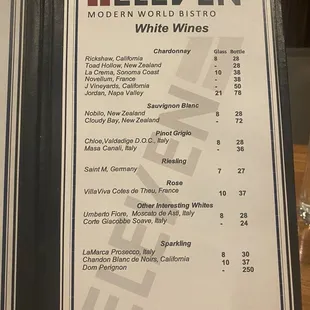 ELEVEN
MODERN WORLD BISTRO
White Wines
Chardonnay Glass Bottle
Rickshaw, California 8 28
Toad Hollow, New Zealand - 28
La Crema, Sonoma Coast 10 38
Novellum, France - 38
J Vineyards, California - 50
Jordan, Napa Valley 21 78
Sauvignon Blanc
Nobilo, New Zealand 8 28
Cloudy Bay, New Zealand - 72
Pinot Grigio
Chloe,Valdadige D.O.C., Italy 8 28
Masa Canali, Italy - 36
Riesling
Saint M, Germany 7 27
Rose
VillaViva Cotes de Theu, France 10 37
Other Interesting Whites
Umberto Fiore, Moscato de Asti, Italy 8 28
Corte Giacobbe Soave, Italy - 24
Sparkling
LaMarca Prosecco, Italy 8 30
Chandon Blanc de Noirs, California 10 37
Dom Perignon - 250
ELEVEN